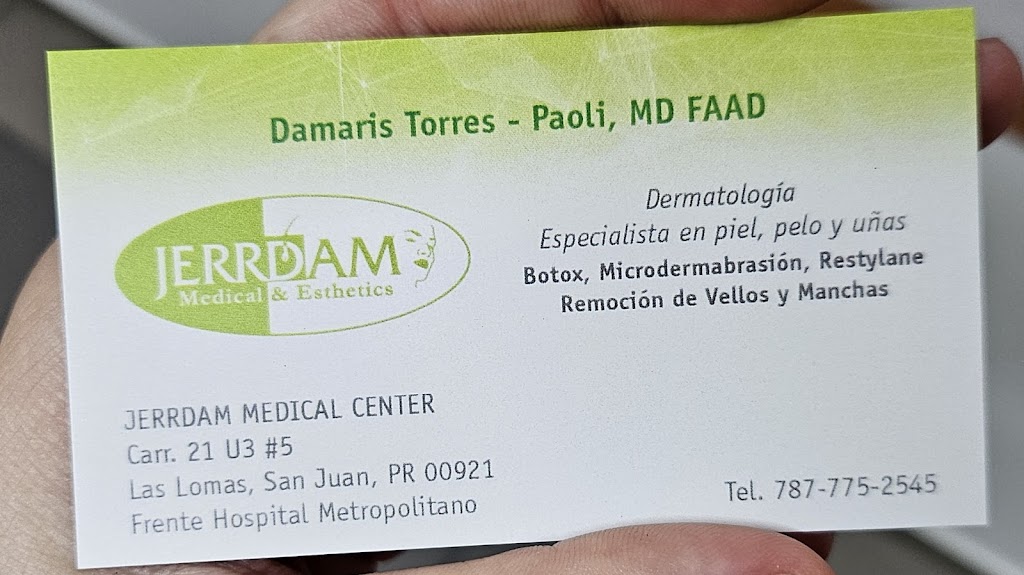 Damaris Torres - Paoli, MD FAAD
JERRDAM
Medical & Esthetics
Dermatología
Especialista en piel, pelo y uñas
Botox, Microdermabrasión, Restylane
Remoción de Vellos y Manchas
JERRDAM MEDICAL CENTER
Carr. 21 U3 #5
Las Lomas, San Juan, PR 00921
Frente Hospital Metropolitano
Tel. 787-775-2545